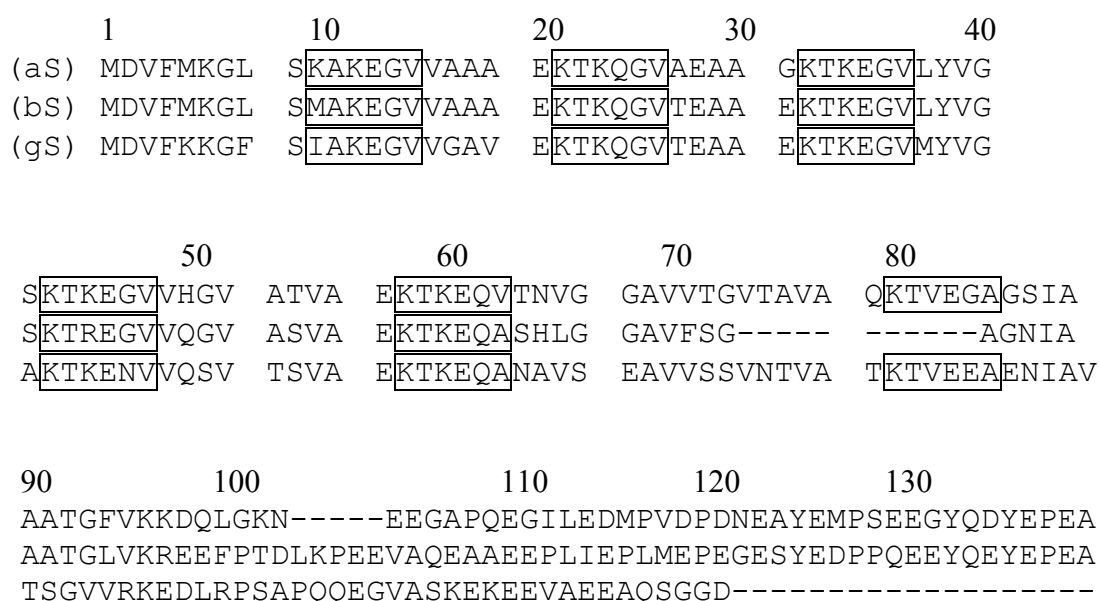 1 10 20 30 40
(aS) MDVFMKGL SKAKEGVVAAA EKTKQGVAEAA GKTKEGVLYVG
(bS) MDVFMKGL SMAKEGVVAAA EKTKQGVTEAA EKTKEGVLYVG
(gS) MDVFKKGF SIAKEGVVGAV EKTKQGVTEAA EKTKEGVMYVG
50 60 70 80
SKTKEGVVHGV ATVA EKTKEQVTNVG GAVVTGVTAVA QKTVEGAGSIA
SKTREGVVQGV ASVA EKTKEQASHLG GAVFSG----- ------AGNIA
AKTKENVVQSV TSVA EKTKEQANAVS EAVVSSVNTVA TKTVEEAENIAV
90 100 110 120 130
AATGFVKKDQLGKN-----EEGAPQEGILEDMPVDPDNEAYEMPSEEGYQDYEPEA
AATGLVKREEFPTDLKPEEVAQEAAEEPLIEPLMEPEGESYEDPPQEEYQEYEPEA
TSGVVRKEDLRPSAPQQEGVASKEKEEVAEEAQSGGD-------------------